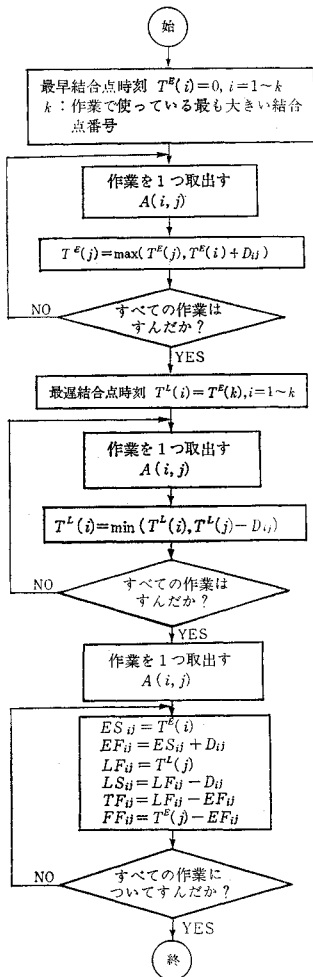 始
最早結合点時刻 T^E(i)=0, i=1~k
k：作業で使っている最も大きい結合
点番号
作業を1つ取出す
A(i, j)
T^E(j)=max(T^E(j), T^E(i)+D_ij)
すべての作業は
すんだか？
NO
YES
最遅結合点時刻 T^L(i)=T^E(k), i=1~k
作業を1つ取出す
A(i, j)
T^L(i)=min (T^L(i), T^L(j)−D_ij)
すべての作業は
すんだか？
NO
YES
作業を1つ取出す
A(i, j)
ES_ij=T^E(i)
EF_ij=ES_ij+D_ij
LF_ij=T^L(j)
LS_ij=LF_ij−D_ij
TF_ij=LF_ij−EF_ij
FF_ij=T^E(j)−EF_ij
すべての作業に
ついてすんだか？
NO
YES
終